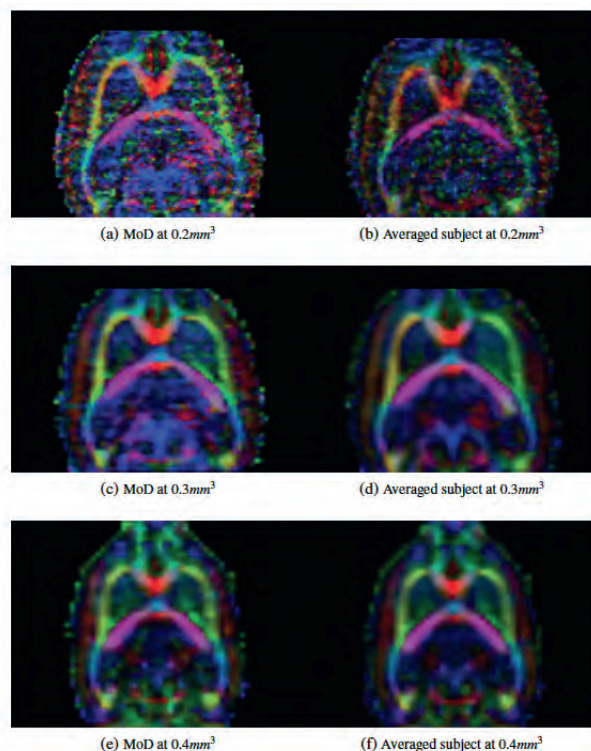 (a) MoD at 0.2mm³
(b) Averaged subject at 0.2mm³
(c) MoD at 0.3mm³
(d) Averaged subject at 0.3mm³
(e) MoD at 0.4mm³
(f) Averaged subject at 0.4mm³